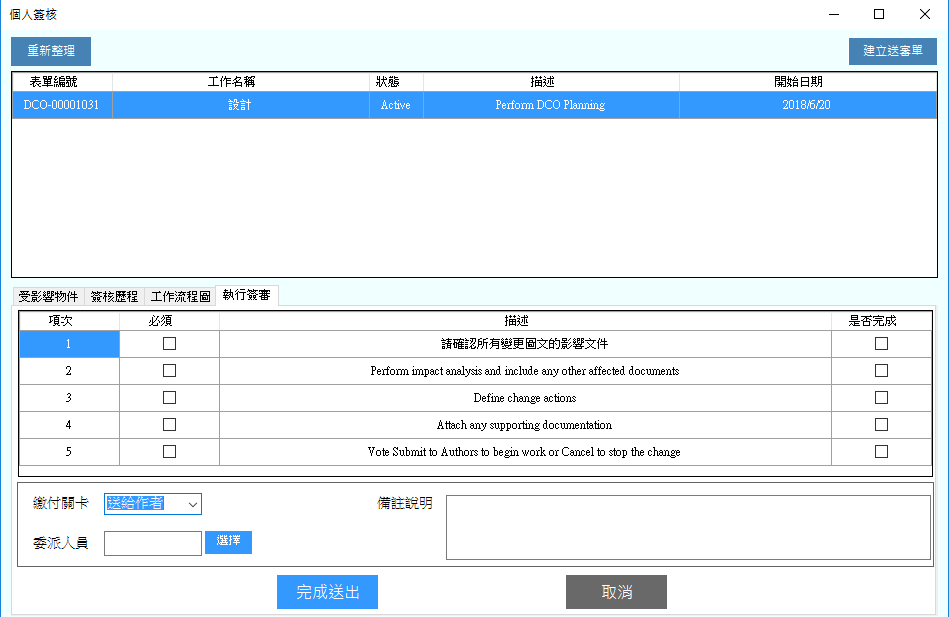 個人簽核
重新整理 建立送審單
表單編號 工作名稱 狀態 描述 開始日期
DCO-00001031 設計 Active Perform DCO Planning 2018/6/20
受影響物件 簽核歷程 工作流程圖 執行簽審
項次 必須 描述 是否完成
1 請確認所有變更圖文的影響文件
2 Perform impact analysis and include any other affected documents
3 Define change actions
4 Attach any supporting documentation
5 Vote Submit to Authors to begin work or Cancel to stop the change
繳付關卡 送給作者 備註說明
委派人員 選擇
完成送出 取消